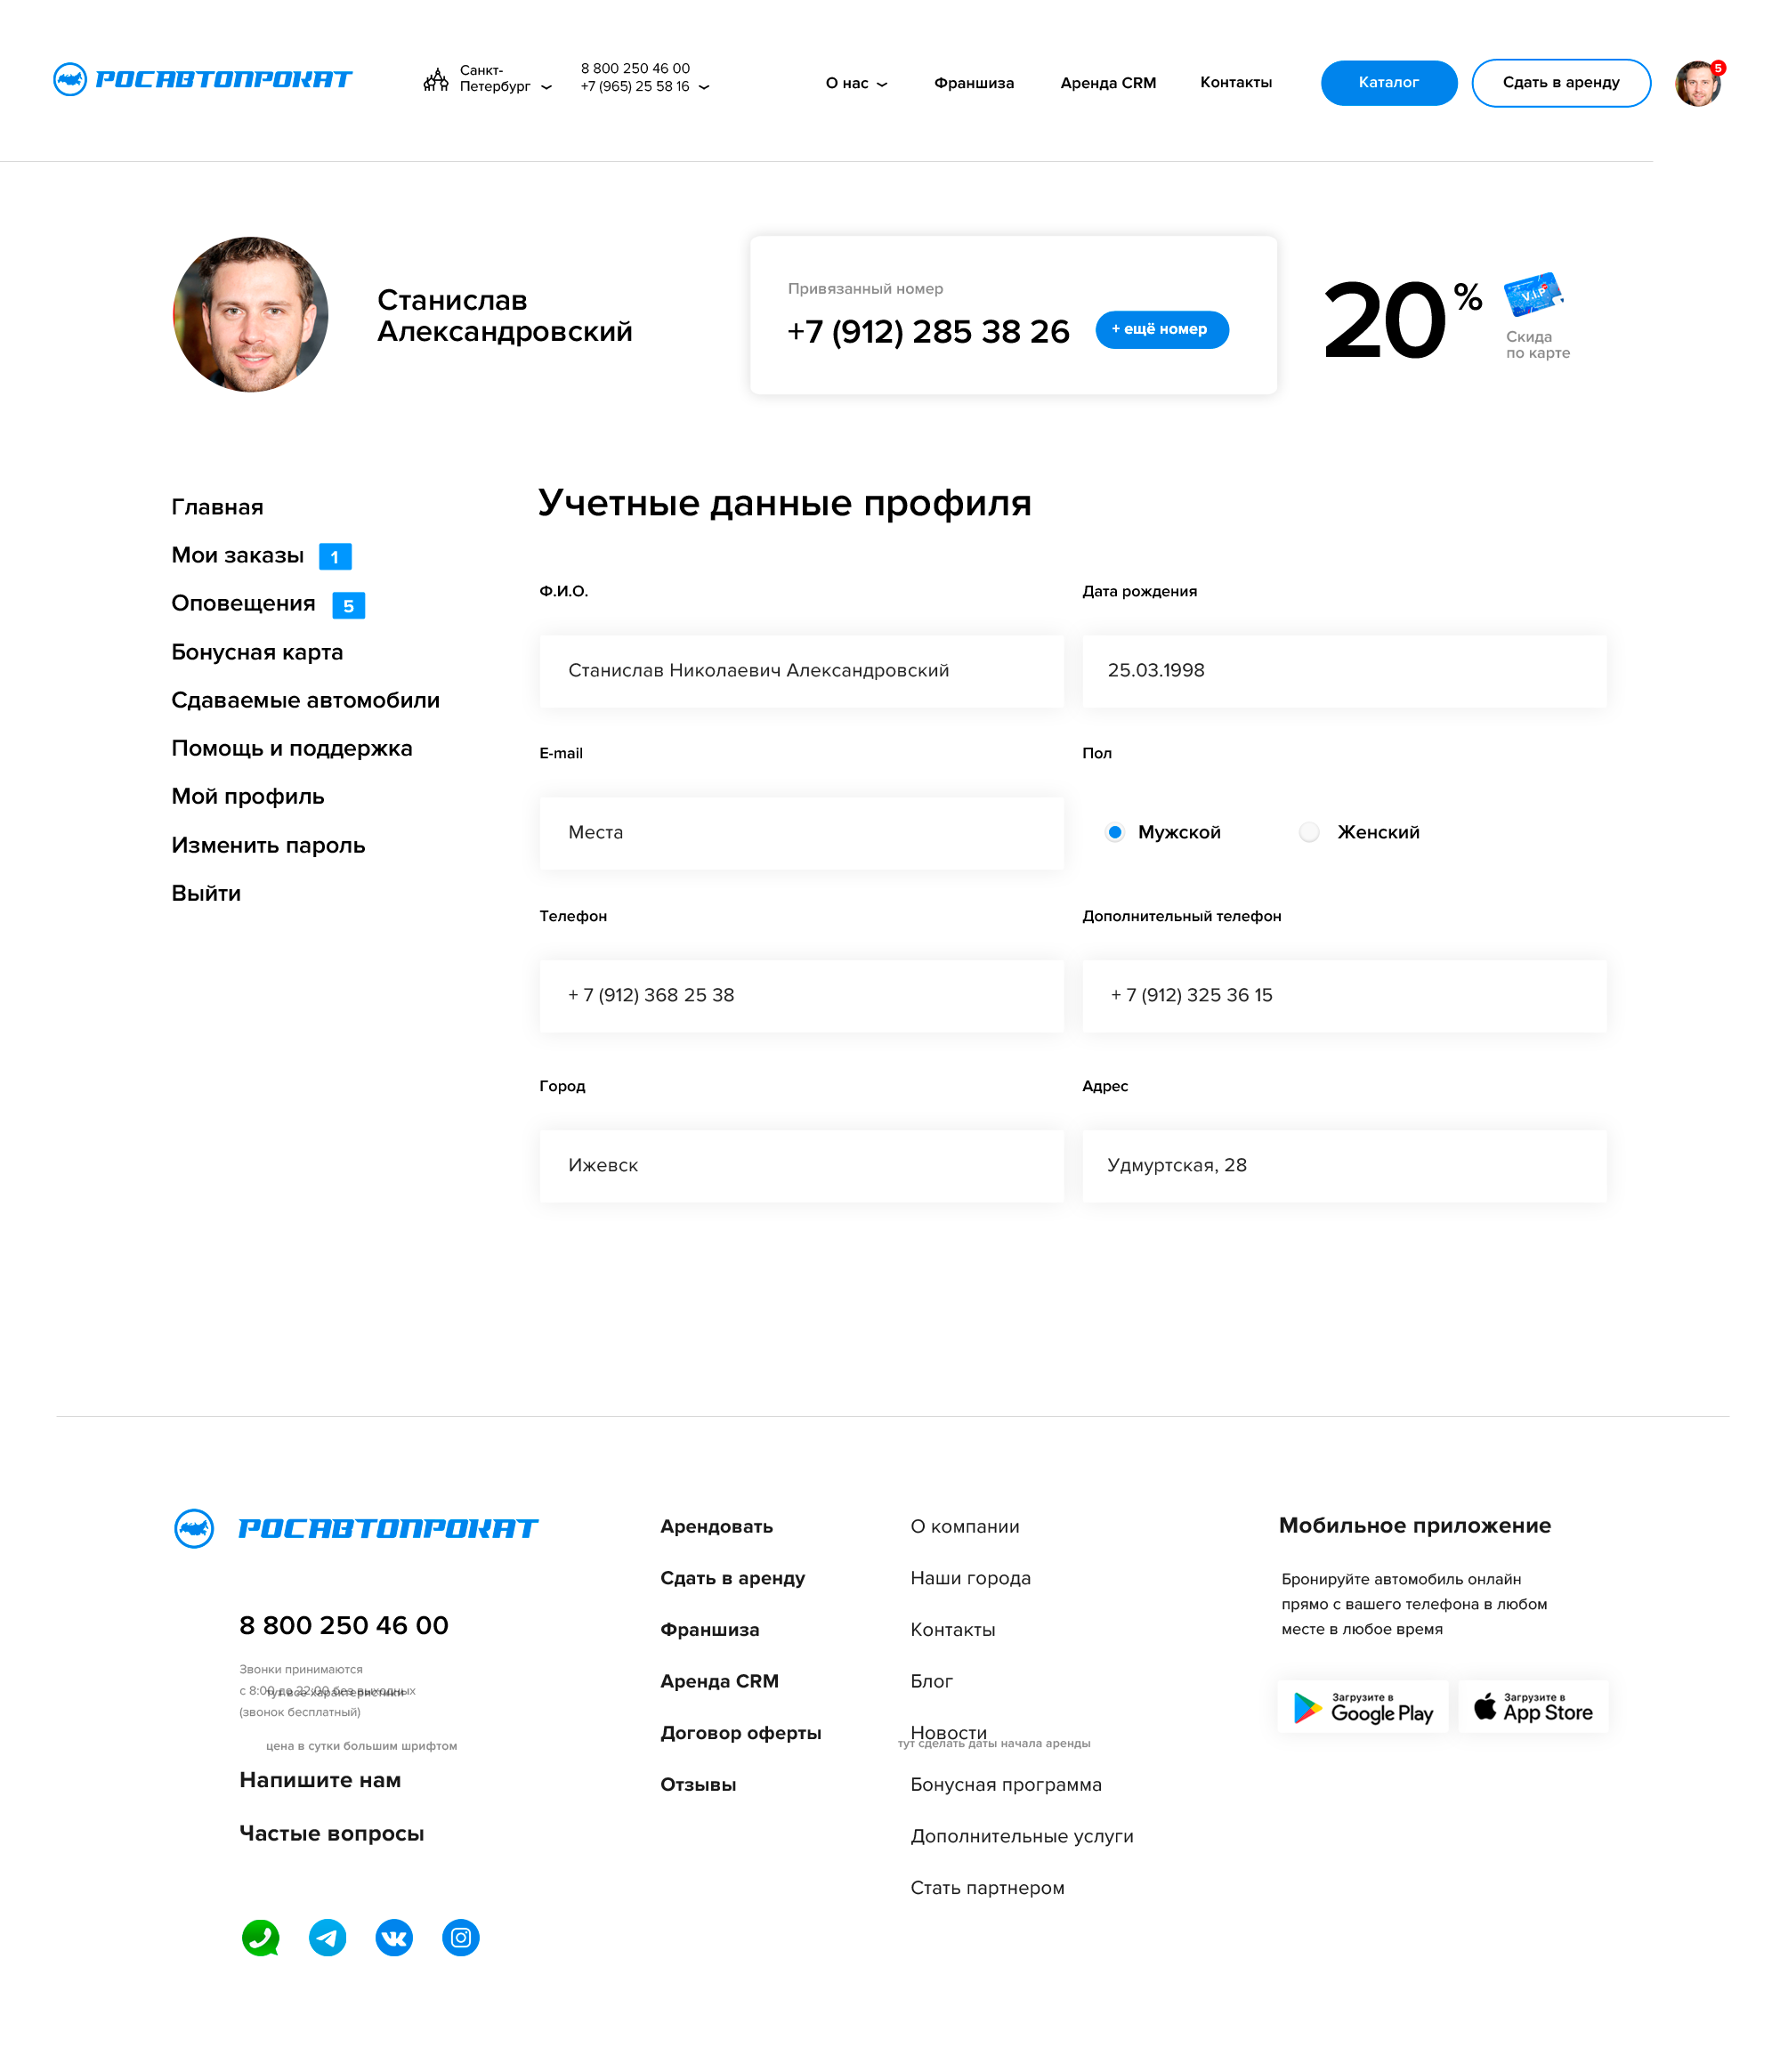 РОСАВТОПРОКАТ
Санкт-
Петербург
8 800 250 46 00
+7 (965) 25 58 16
О нас
Франшиза
Аренда CRM
Контакты
Каталог
Сдать в аренду
5
Станислав
Александровский
Привязанный номер
+7 (912) 285 38 26
+ ещё номер
20%
V.I.P
Скида
по карте
Главная
Мои заказы 1
Оповещения 5
Бонусная карта
Сдаваемые автомобили
Помощь и поддержка
Мой профиль
Изменить пароль
Выйти
Учетные данные профиля
Ф.И.О.
Дата рождения
Станислав Николаевич Александровский
25.03.1998
E-mail
Пол
Места
Мужской
Женский
Телефон
Дополнительный телефон
+ 7 (912) 368 25 38
+ 7 (912) 325 36 15
Город
Адрес
Ижевск
Удмуртская, 28
РОСАВТОПРОКАТ
8 800 250 46 00
Звонки принимаются
с 8:00 до 22:00 без выходных
тут все характеристики
(звонок бесплатный)
цена в сутки большим шрифтом
Напишите нам
Частые вопросы
Арендовать
Сдать в аренду
Франшиза
Аренда CRM
Договор оферты
Отзывы
О компании
Наши города
Контакты
Блог
Новости
тут сделать даты начала аренды
Бонусная программа
Дополнительные услуги
Стать партнером
Мобильное приложение
Бронируйте автомобиль онлайн
прямо с вашего телефона в любом
месте в любое время
Загрузите в
Google Play
Загрузите в
App Store